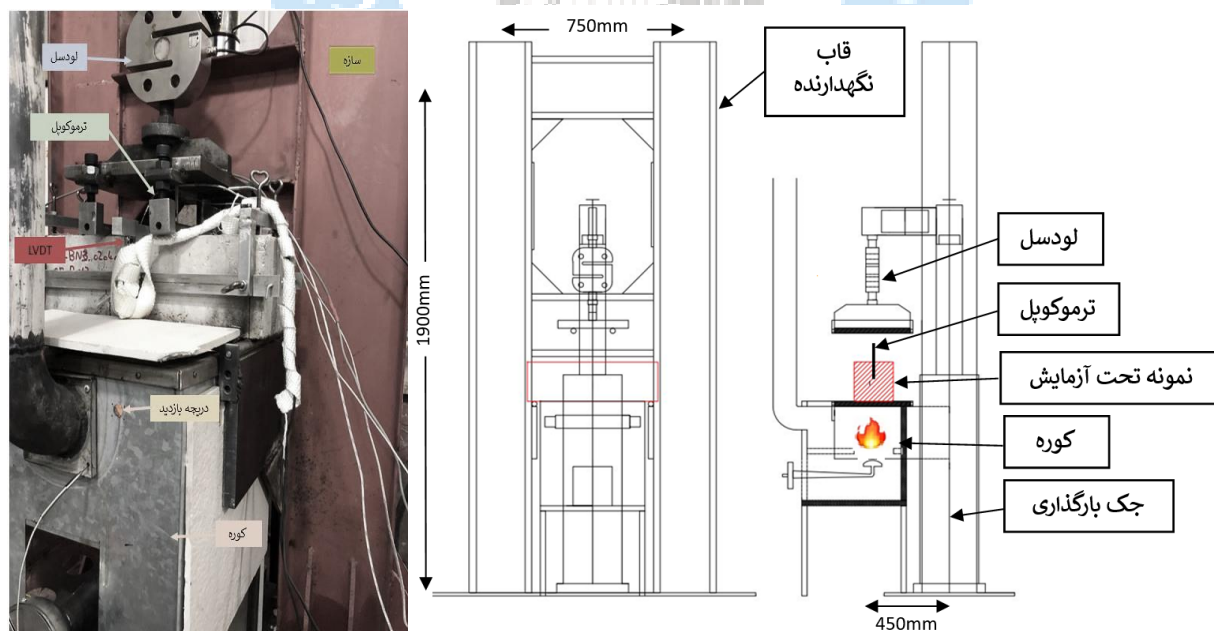 لودسل
سازه
ترموکوپل
LVDT
دریچه بازدید
کوره
750mm
قاب
نگهدارنده
1900mm
لودسل
ترموکوپل
نمونه تحت آزمایش
کوره
جک بارگذاری
450mm